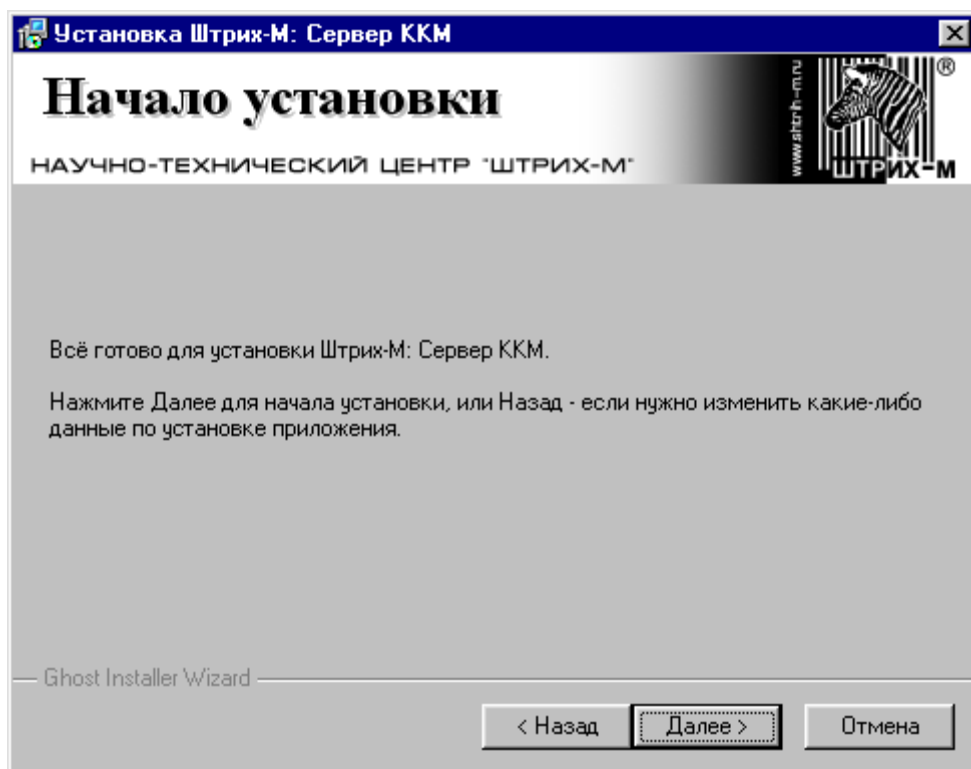 Установка Штрих-М: Сервер ККМ
Начало установки
НАУЧНО-ТЕХНИЧЕСКИЙ ЦЕНТР "ШТРИХ-М"
www.shtrih-m.ru
®
ШТРИХ-М
Всё готово для установки Штрих-М: Сервер ККМ.
Нажмите Далее для начала установки, или Назад - если нужно изменить какие-либо
данные по установке приложения.
Ghost Installer Wizard
< Назад
Далее >
Отмена